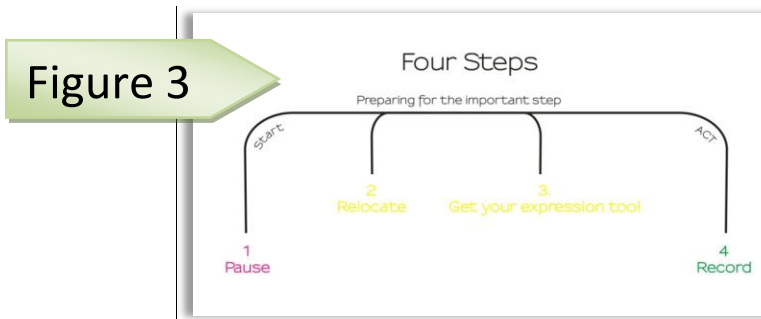 Figure 3
Four Steps
Preparing for the important step
Start
ACT
2
Relocate
3.
Get your expression tool
1
Pause
4
Record